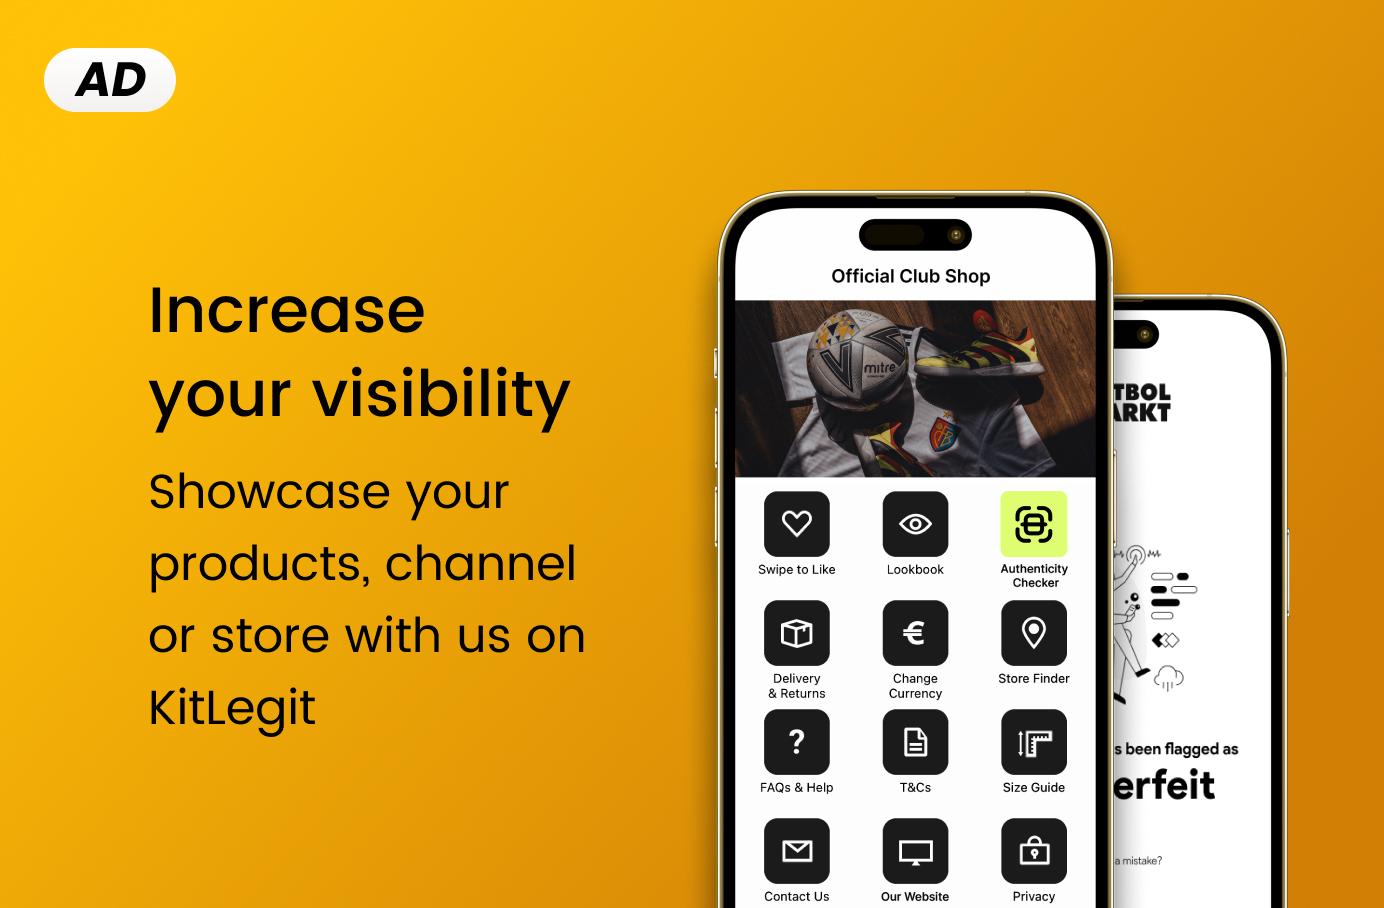 AD
Increase
your visibility
Showcase your
products, channel
or store with us on
KitLegit
Official Club Shop
mitre
Swipe to Like
Lookbook
Authenticity
Checker
Delivery
& Returns
€
Change
Currency
Store Finder
?
FAQs & Help
T&Cs
Size Guide
Contact Us
Our Website
Privacy
TBOL
ARKT
s been flagged as
erfeit
a mistake?